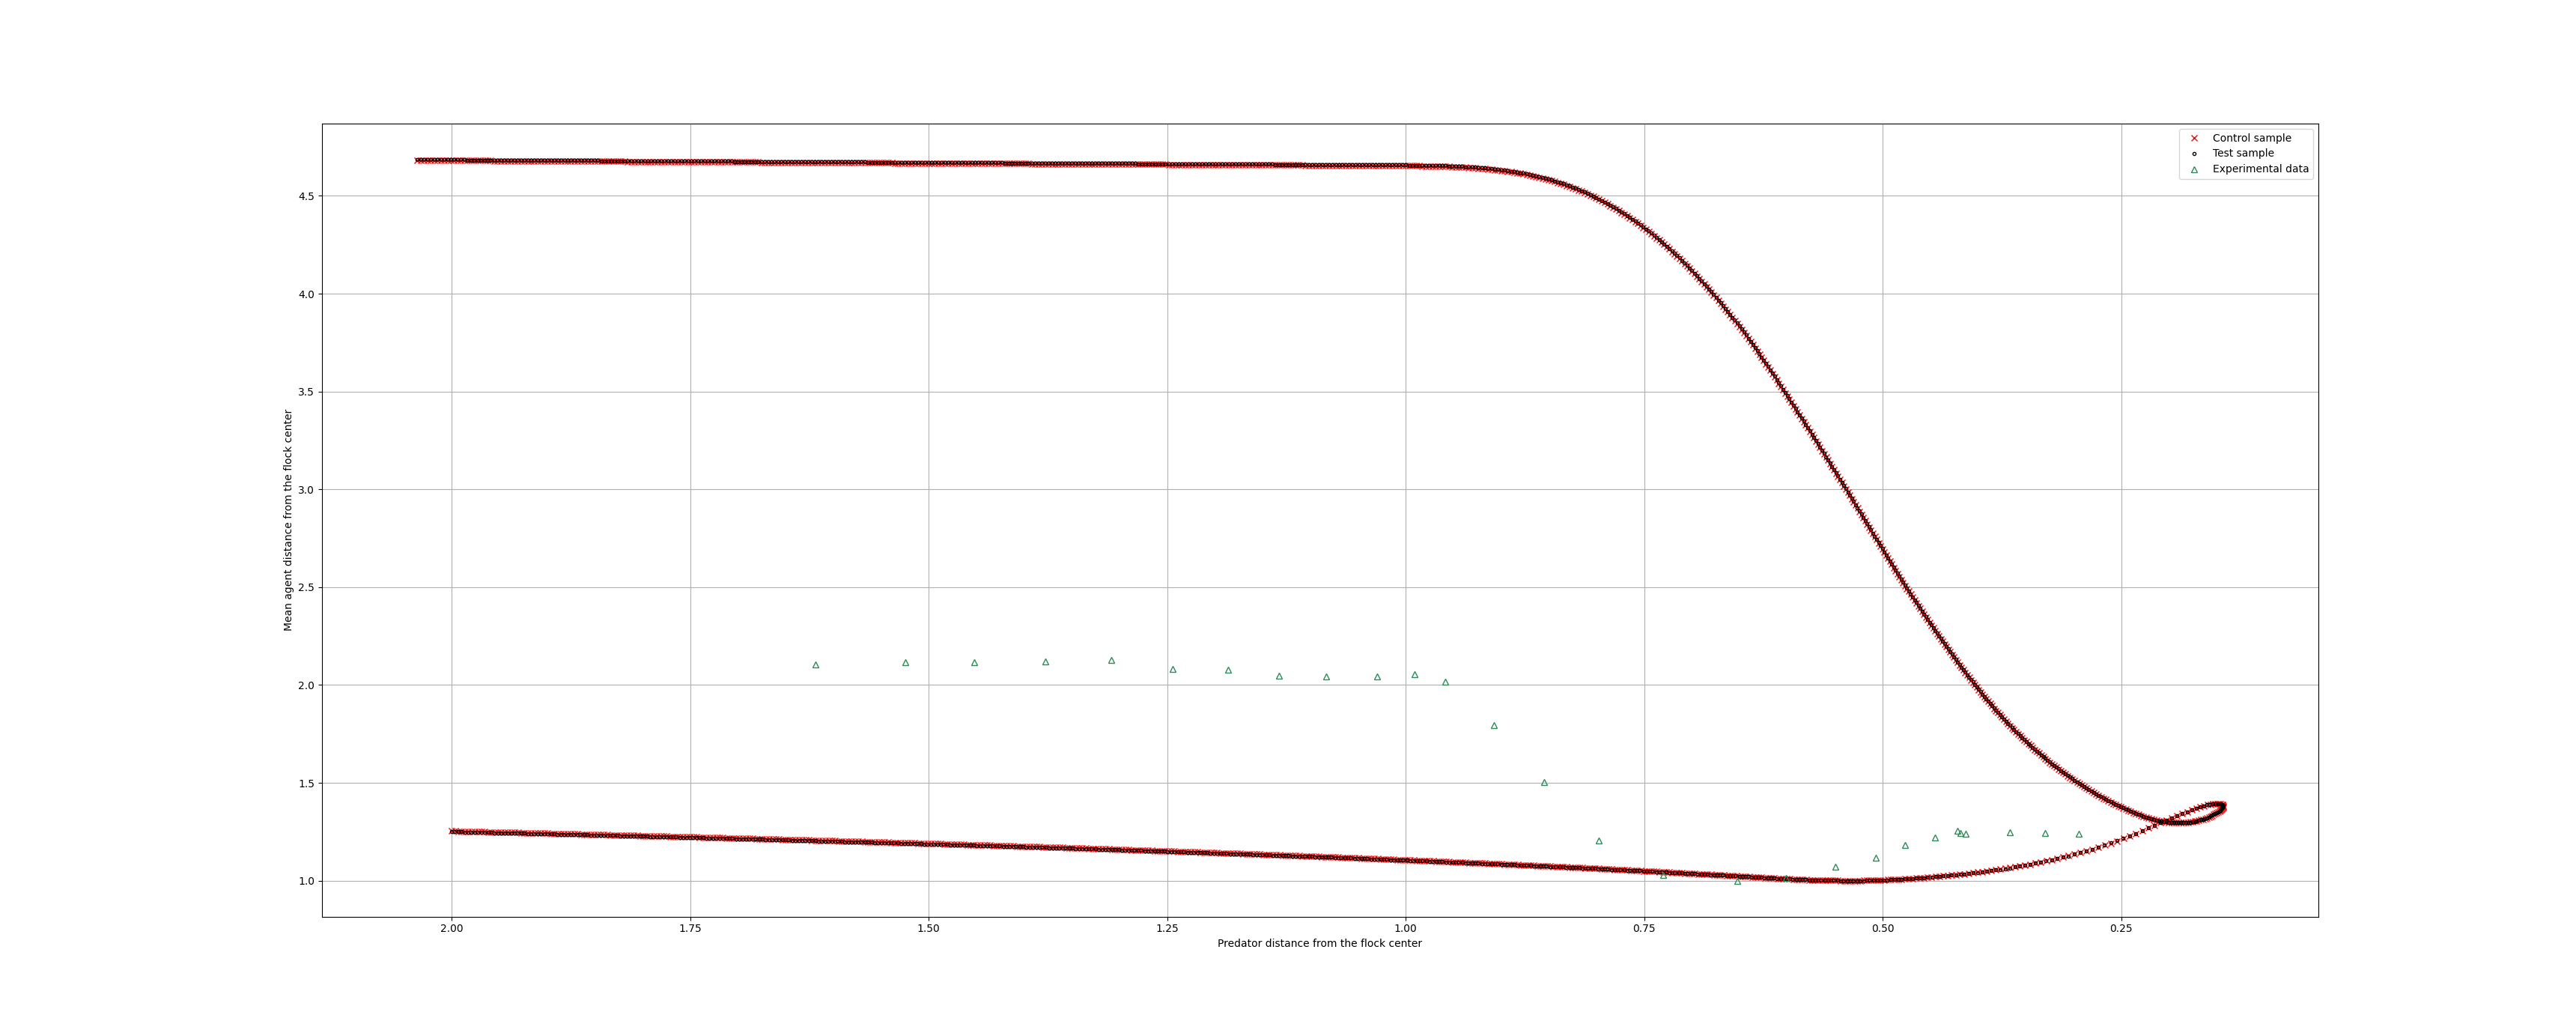 Control sample
Test sample
Experimental data
4.5
4.0
3.5
3.0
2.5
2.0
1.5
1.0
Mean agent distance from the flock center
2.00 1.75 1.50 1.25 1.00 0.75 0.50 0.25
Predator distance from the flock center